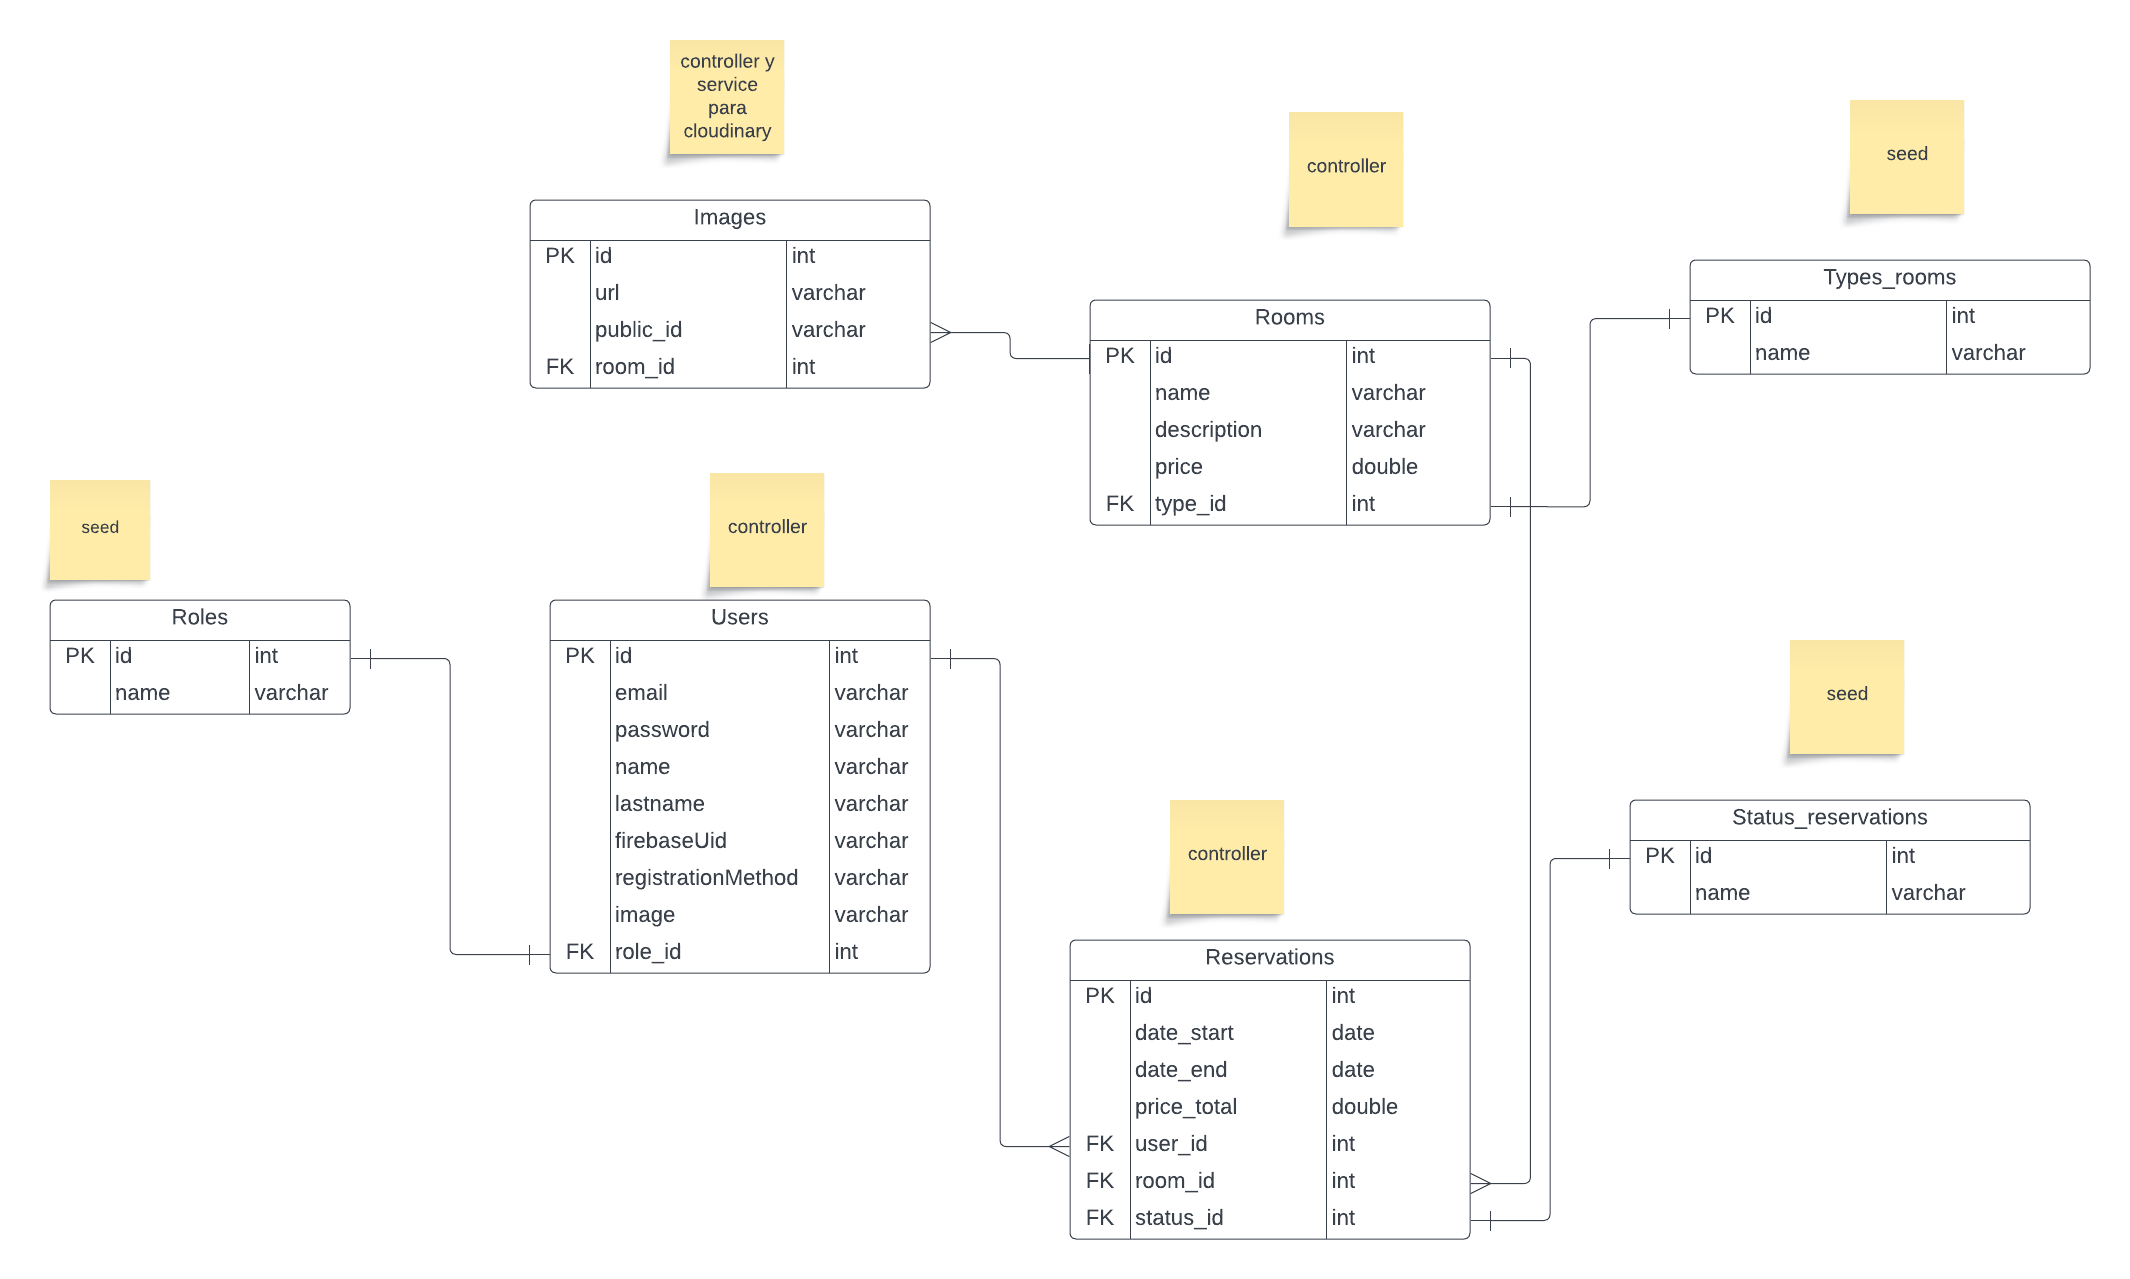 controller y
service
para
cloudinary
controller
seed
Images
PK id int
url varchar
public_id varchar
FK room_id int
Rooms
PK id int
name varchar
description varchar
price double
FK type_id int
Types_rooms
PK id int
name varchar
seed
controller
Roles
PK id int
name varchar
Users
PK id int
email varchar
password varchar
name varchar
lastname varchar
firebaseUid varchar
registrationMethod varchar
image varchar
FK role_id int
seed
controller
Status_reservations
PK id int
name varchar
Reservations
PK id int
date_start date
date_end date
price_total double
FK user_id int
FK room_id int
FK status_id int